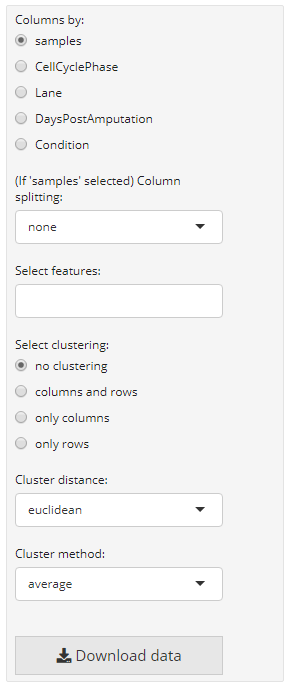 Columns by:
samples
CellCyclePhase
Lane
DaysPostAmputation
Condition
(If 'samples' selected) Column
splitting:
none
Select features:
Select clustering:
no clustering
columns and rows
only columns
only rows
Cluster distance:
euclidean
Cluster method:
average
Download data